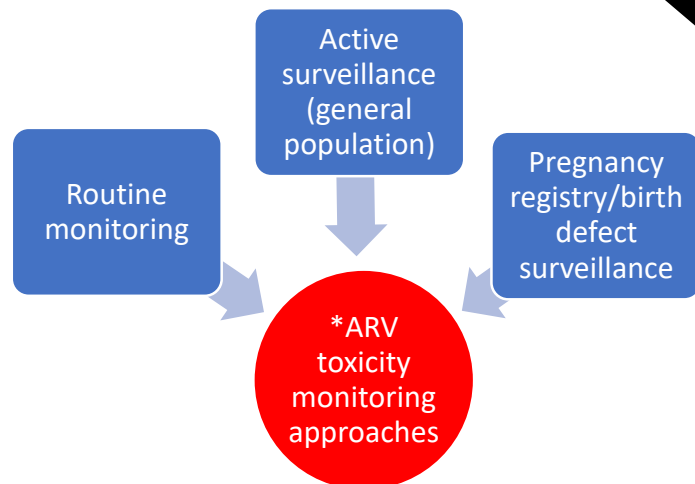 Active
surveillance
(general
population)
Routine
monitoring
Pregnancy
registry/birth
defect
surveillance
*ARV
toxicity
monitoring
approaches